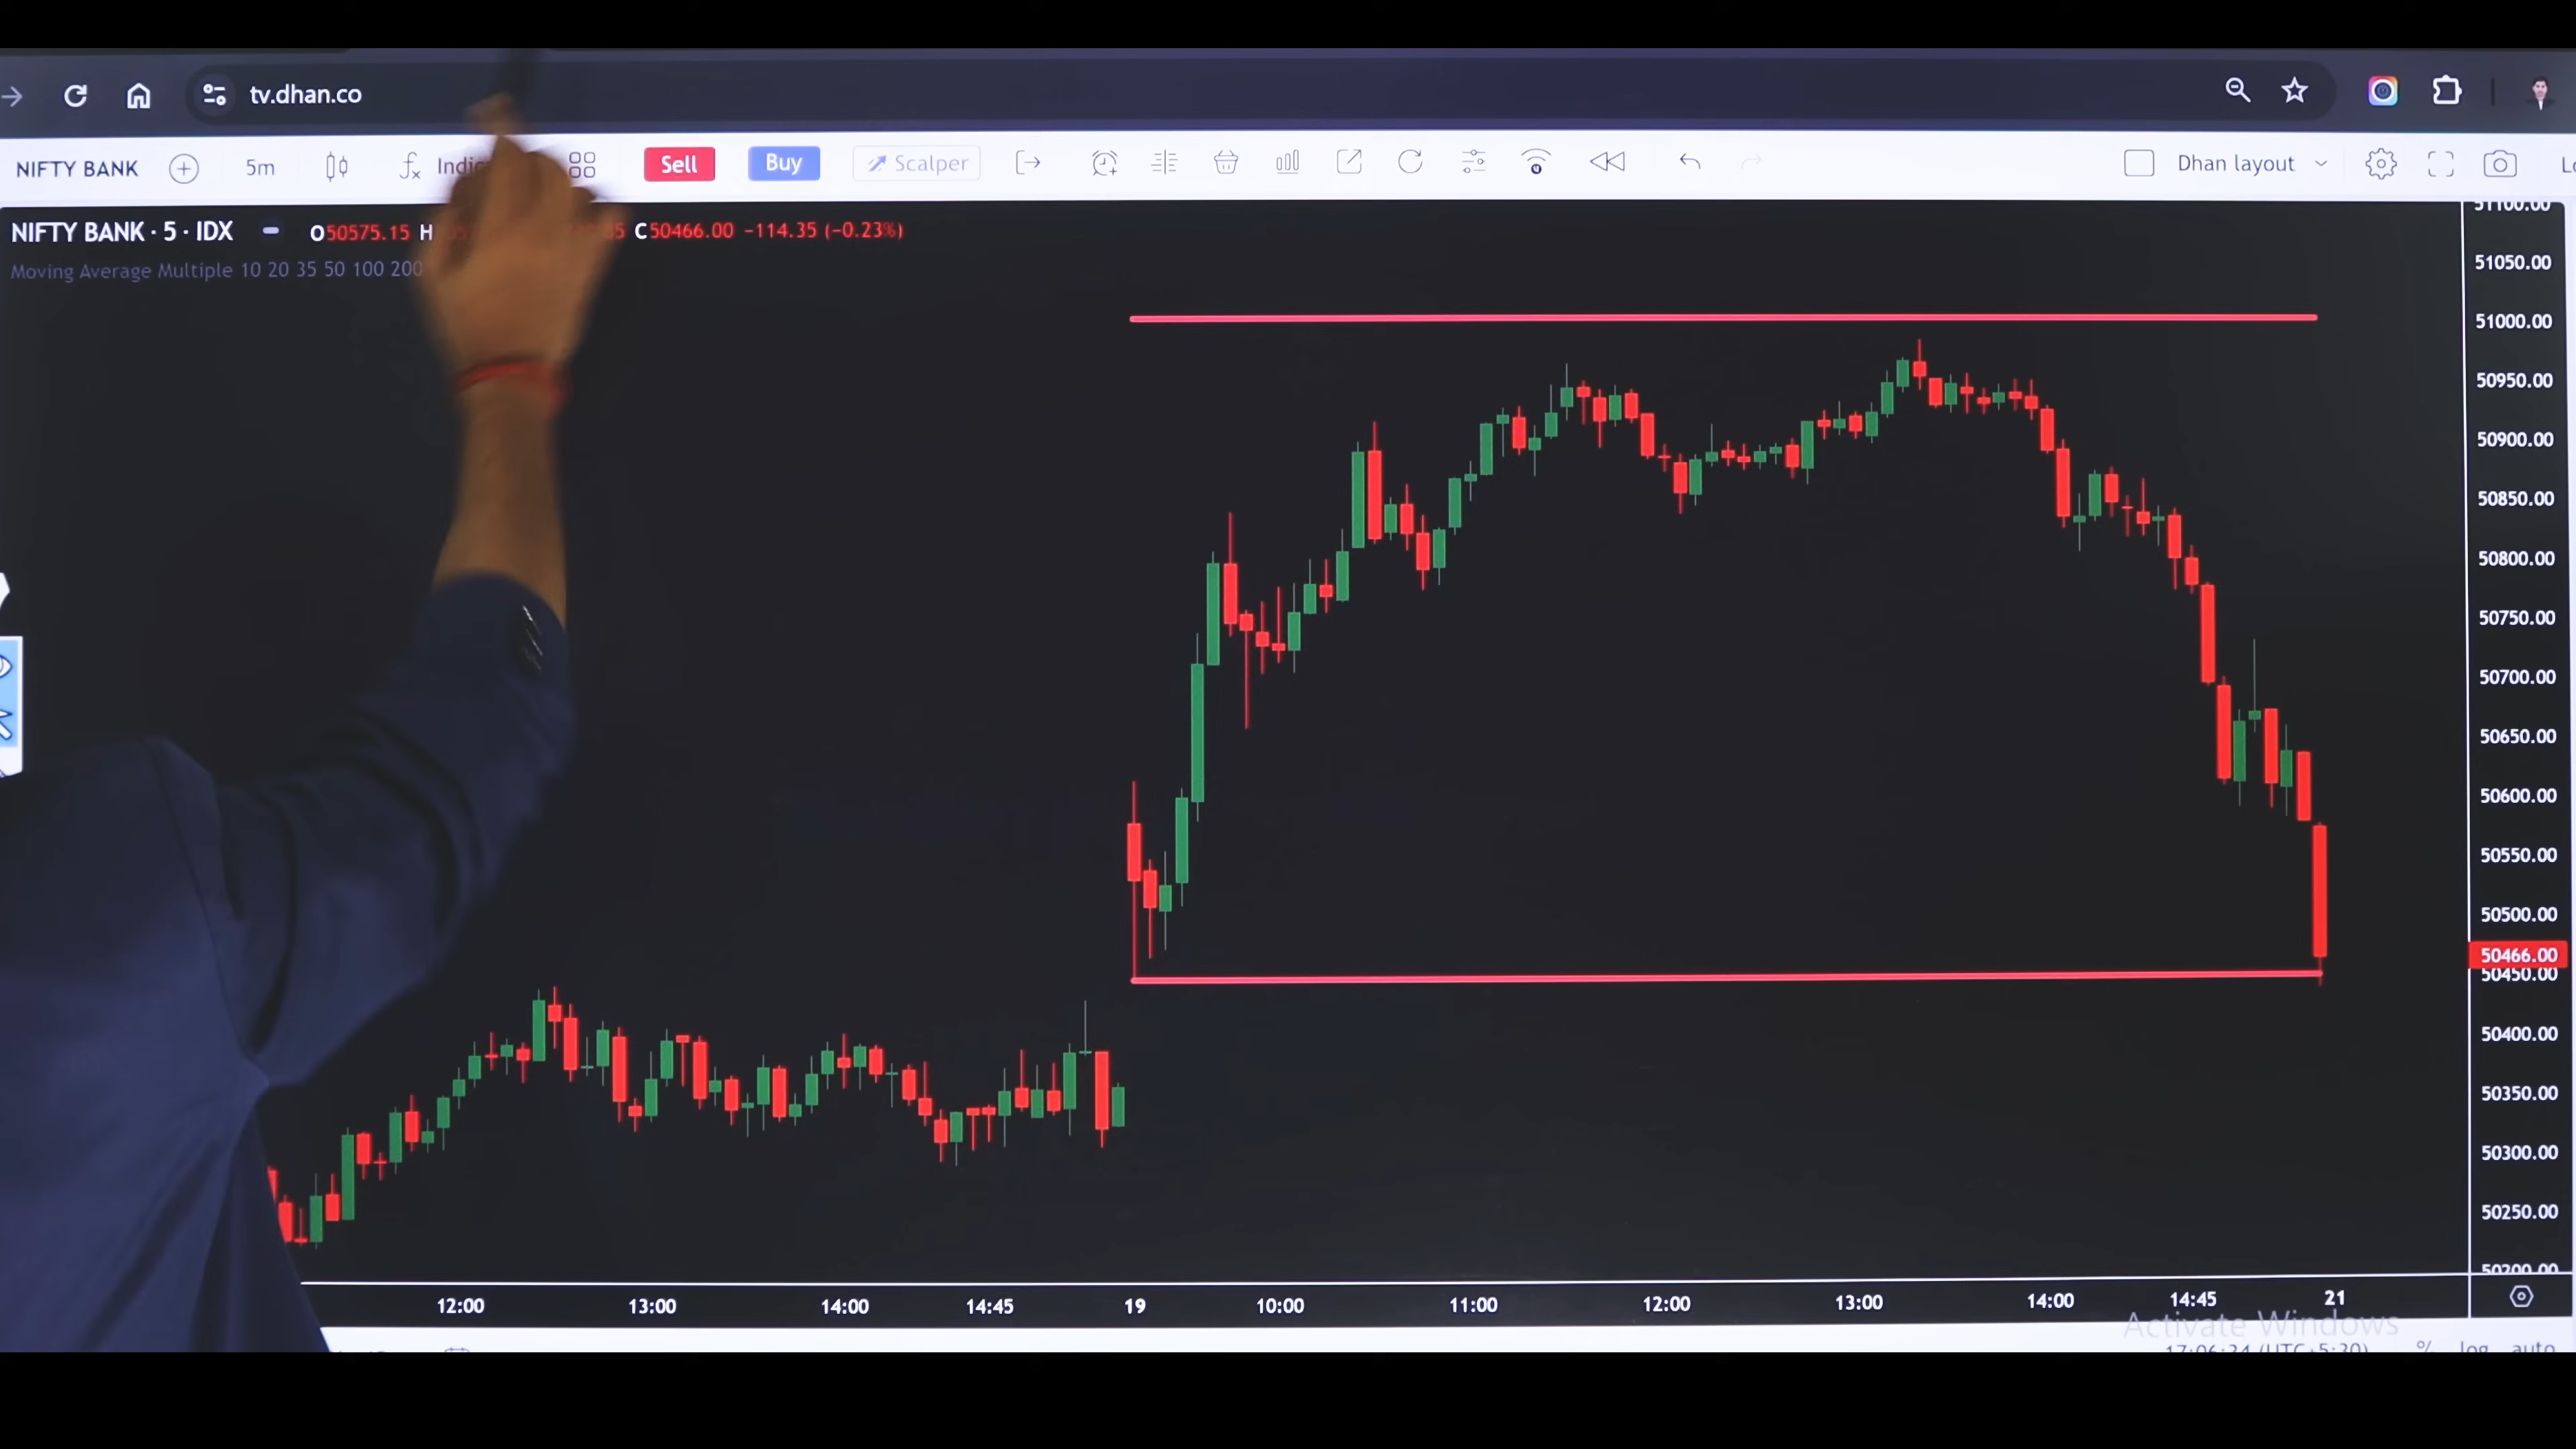 tv.dhan.co
NIFTY BANK 5m Sell Buy Scalper Dhan layout
NIFTY BANK · 5 · IDX O50575.15 H C50466.00 -114.35 (-0.23%)
Moving Average Multiple 10 20 35 50 100 200
51100.00
51050.00
51000.00
50950.00
50900.00
50850.00
50800.00
50750.00
50700.00
50650.00
50600.00
50550.00
50500.00
50466.00
50450.00
50400.00
50350.00
50300.00
50250.00
50200.00
12:00 13:00 14:00 14:45 19 10:00 11:00 12:00 13:00 14:00 14:45 21
Activate Windows
17:06:34 (UTC+5:30) % log auto